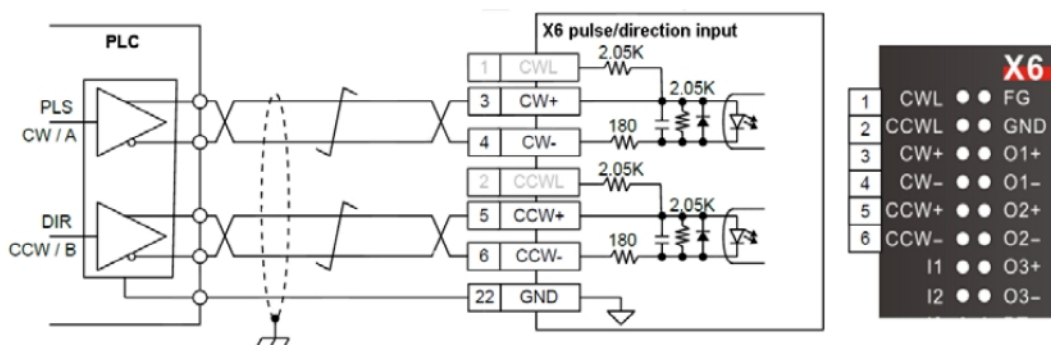 PLC
PLS
CW / A
DIR
CCW / B
X6 pulse/direction input
1 CWL
2.05K
3 CW+
2.05K
4 CW-
180
2 CCWL
2.05K
5 CCW+
2.05K
6 CCW-
180
22 GND
X6
1 CWL FG
2 CCWL GND
3 CW+ O1+
4 CW− O1−
5 CCW+ O2+
6 CCW− O2−
I1 O3+
I2 O3−